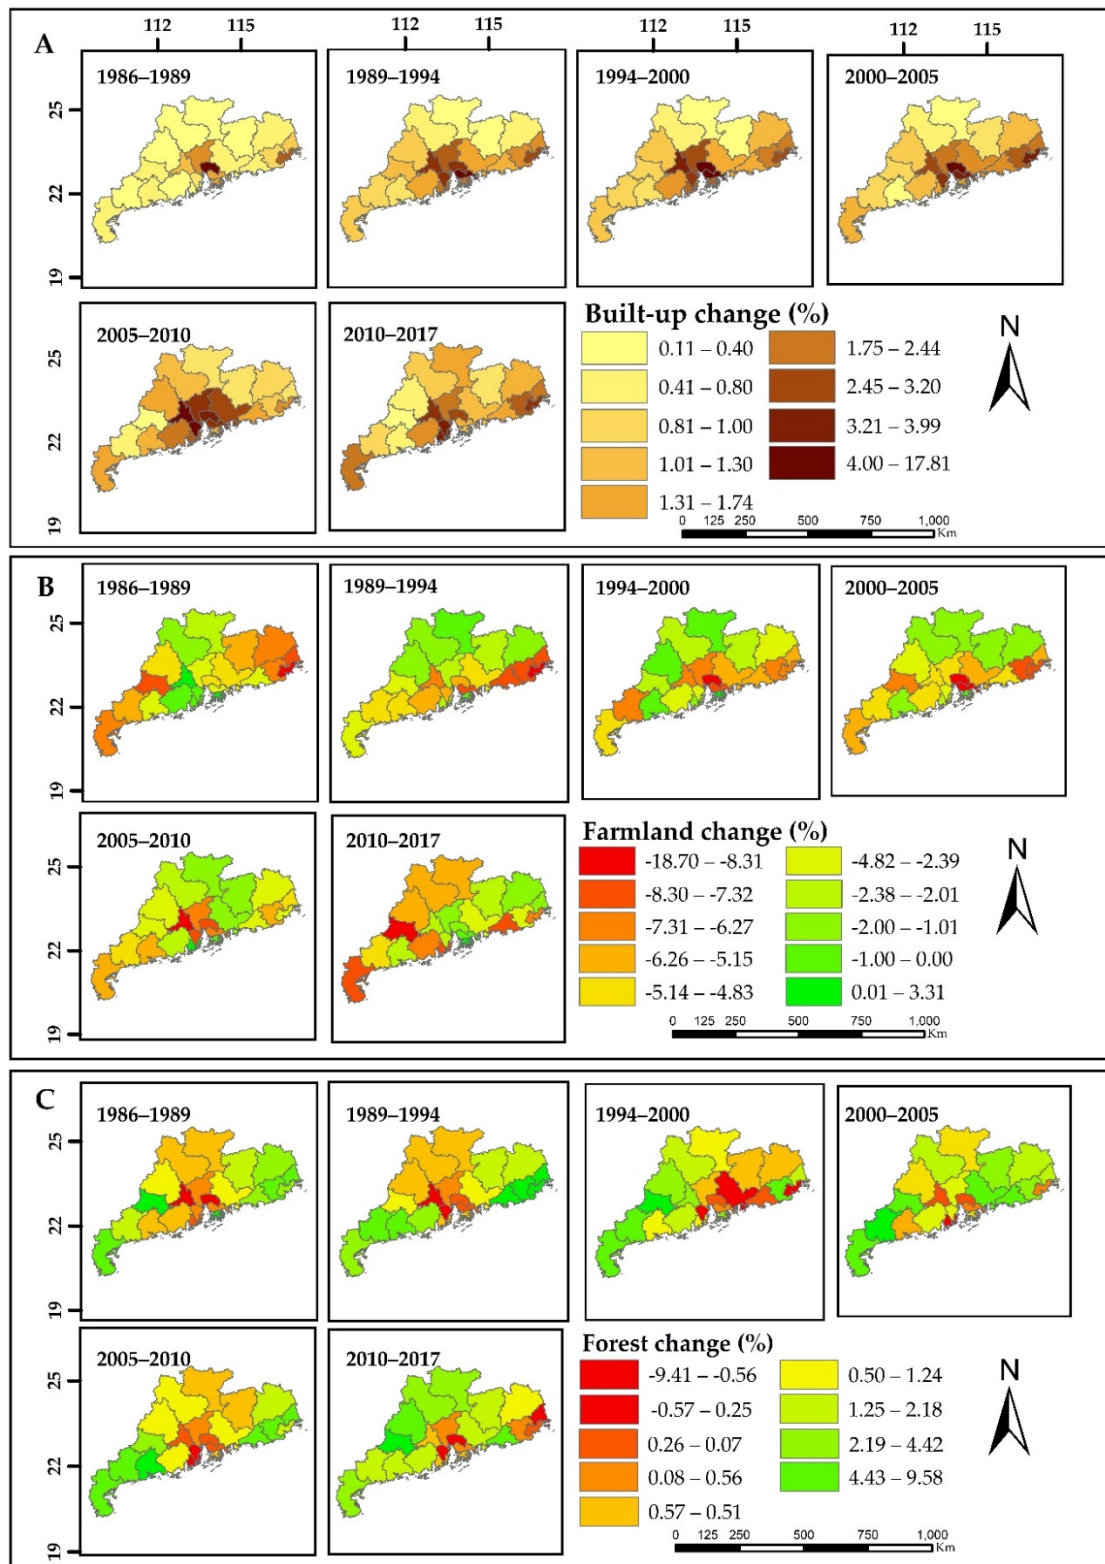 112 115 112 115 112 115 112 115
A
1986–1989 1989–1994 1994–2000 2000–2005
25
22
19
2005–2010 2010–2017
25
22
19
Built-up change (%)
0.11 – 0.40 1.75 – 2.44
0.41 – 0.80 2.45 – 3.20
0.81 – 1.00 3.21 – 3.99
1.01 – 1.30 4.00 – 17.81
1.31 – 1.74
N
0 125 250 500 750 1,000
Km
B
1986–1989 1989–1994 1994–2000 2000–2005
25
22
19
2005–2010 2010–2017
25
22
19
Farmland change (%)
-18.70 – -8.31 -4.82 – -2.39
-8.30 – -7.32 -2.38 – -2.01
-7.31 – -6.27 -2.00 – -1.01
-6.26 – -5.15 -1.00 – 0.00
-5.14 – -4.83 0.01 – 3.31
N
0 125 250 500 750 1,000
Km
C
1986–1989 1989–1994 1994–2000 2000–2005
25
22
19
2005–2010 2010–2017
25
22
19
Forest change (%)
-9.41 – -0.56 0.50 – 1.24
-0.57 – 0.25 1.25 – 2.18
0.26 – 0.07 2.19 – 4.42
0.08 – 0.56 4.43 – 9.58
0.57 – 0.51
N
0 125 250 500 750 1,000
Km